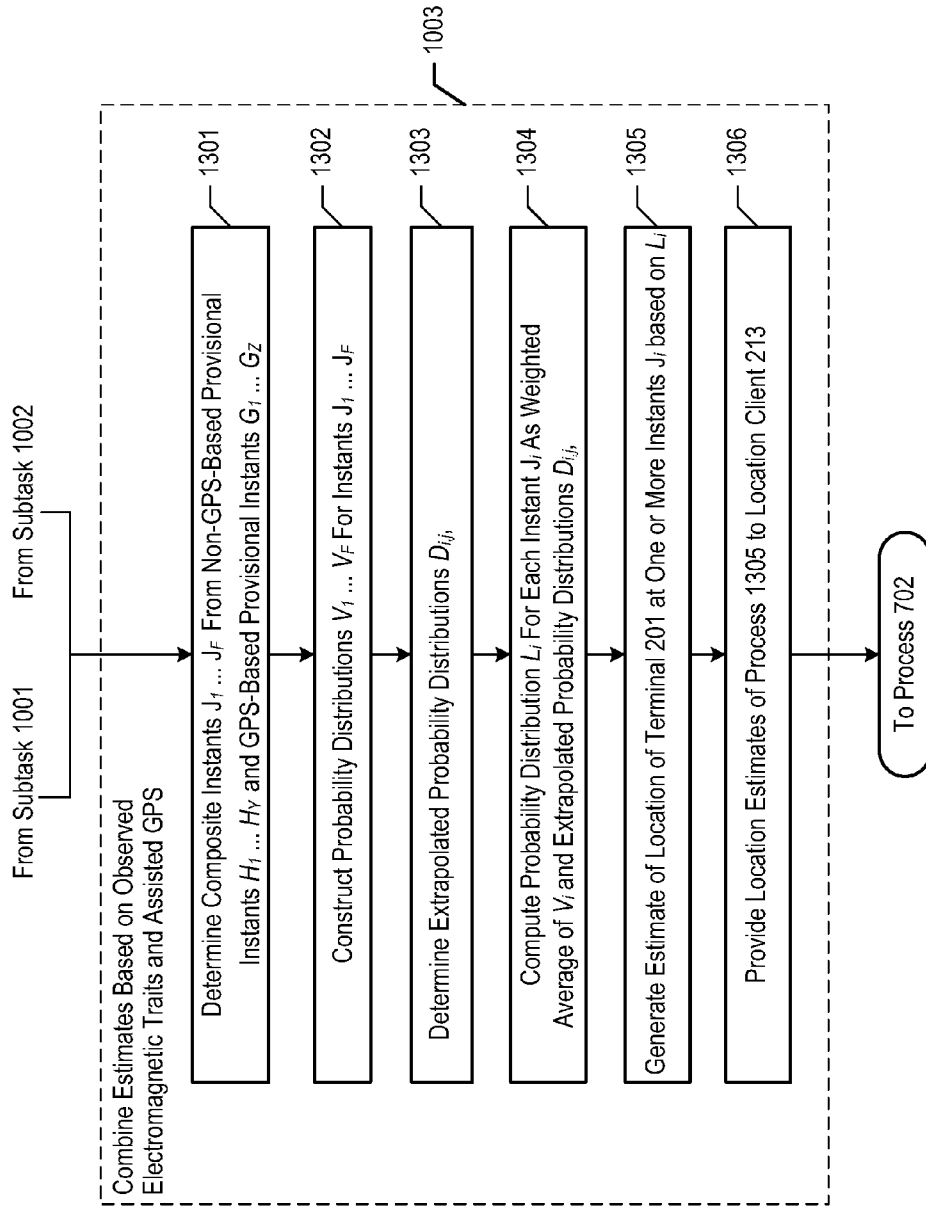 From Subtask 1001
From Subtask 1002
Combine Estimates Based on Observed
Electromagnetic Traits and Assisted GPS
1003
Determine Composite Instants J1 ... JF From Non-GPS-Based Provisional
Instants H1 ... HY and GPS-Based Provisional Instants G1 ... GZ
1301
Construct Probability Distributions V1 ... VF For Instants J1 ... JF
1302
Determine Extrapolated Probability Distributions Di,j,
1303
Compute Probability Distribution Li For Each Instant Ji As Weighted
Average of Vi and Extrapolated Probability Distributions Di,j,
1304
Generate Estimate of Location of Terminal 201 at One or More Instants Ji based on Li
1305
Provide Location Estimates of Process 1305 to Location Client 213
1306
To Process 702